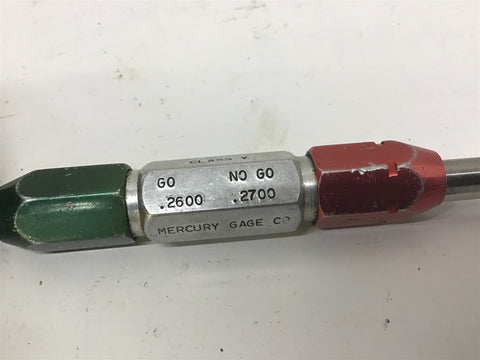 CLASS Y
GO NO GO
.2600 .2700
MERCURY GAGE CO